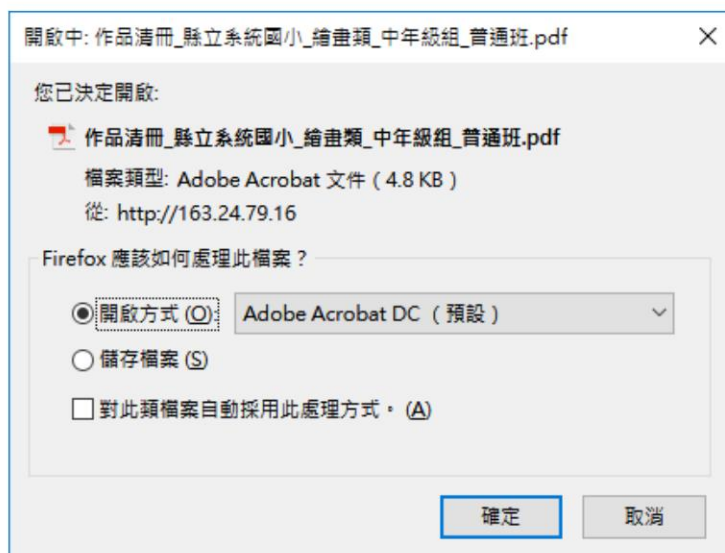 開啟中: 作品清冊_縣立系統國小_繪畫類_中年級組_普通班.pdf
您已決定開啟:
作品清冊_縣立系統國小_繪畫類_中年級組_普通班.pdf
檔案類型: Adobe Acrobat 文件 ( 4.8 KB )
從: http://163.24.79.16
Firefox 應該如何處理此檔案？
開啟方式 (O): Adobe Acrobat DC （預設）
儲存檔案 (S)
對此類檔案自動採用此處理方式。(A)
確定 取消